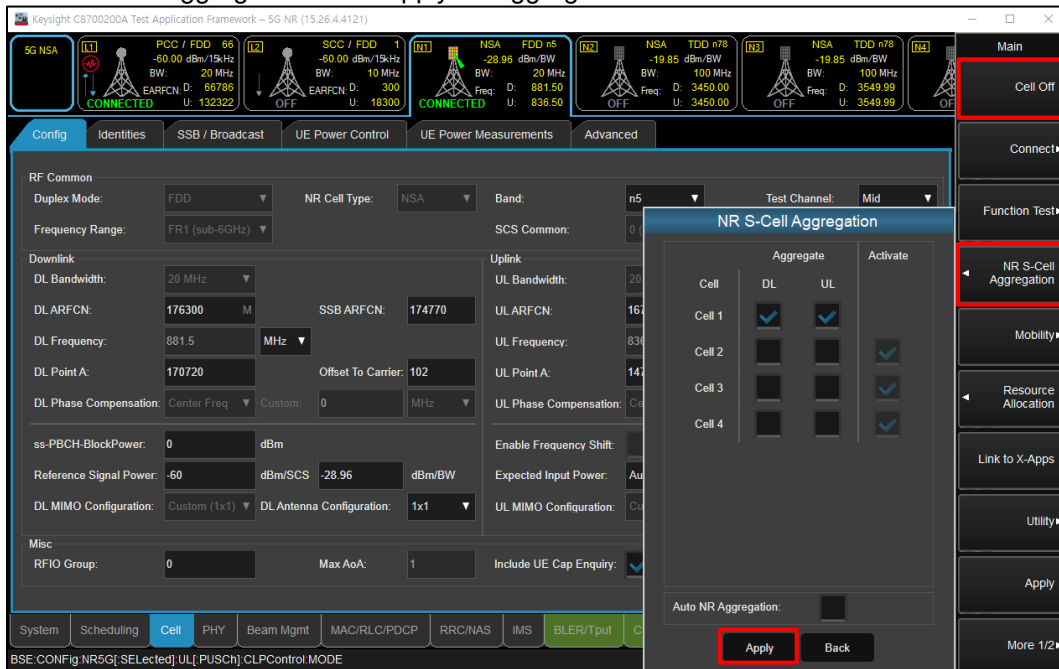 Keysight C8700200A Test Application Framework – 5G NR (15.26.4.4121)
5G NSA
L1 PCC / FDD 66
-60.00 dBm/15kHz
BW: 20 MHz
EARFCN: D: 66786
U: 132322
CONNECTED
L2 SCC / FDD 1
-60.00 dBm/15kHz
BW: 10 MHz
EARFCN: D: 300
U: 18300
OFF
N1 NSA FDD n5
-28.96 dBm/BW
BW: 20 MHz
Freq: D: 881.50
U: 836.50
CONNECTED
N2 NSA TDD n78
-19.85 dBm/BW
BW: 100 MHz
Freq: D: 3450.00
U: 3450.00
OFF
N3 NSA TDD n78
-19.85 dBm/BW
BW: 100 MHz
Freq: D: 3549.99
U: 3549.99
OFF
N4
Main
Cell Off
Connect
Function Test
NR S-Cell
Aggregation
Mobility
Resource
Allocation
Link to X-Apps
Utility
Apply
More 1/2
Config Identities SSB / Broadcast UE Power Control UE Power Measurements Advanced
RF Common
Duplex Mode: FDD NR Cell Type: NSA Band: n5 Test Channel: Mid
Frequency Range: FR1 (sub-6GHz) SCS Common:
Downlink
DL Bandwidth: 20 MHz
DL ARFCN: 176300 M SSB ARFCN: 174770
DL Frequency: 881.5 MHz
DL Point A: 170720 Offset To Carrier: 102
DL Phase Compensation: Center Freq Custom: 0 MHz
ss-PBCH-BlockPower: 0 dBm
Reference Signal Power: -60 dBm/SCS -28.96 dBm/BW
DL MIMO Configuration: Custom (1x1) DL Antenna Configuration: 1x1
Uplink
UL Bandwidth:
UL ARFCN:
UL Frequency:
UL Point A:
UL Phase Compensation:
Enable Frequency Shift:
Expected Input Power:
UL MIMO Configuration:
Misc
RFIO Group: 0 Max AoA: 1 Include UE Cap Enquiry:
NR S-Cell Aggregation
Aggregate Activate
Cell DL UL
Cell 1
Cell 2
Cell 3
Cell 4
Auto NR Aggregation:
Apply Back
System Scheduling Cell PHY Beam Mgmt MAC/RLC/PDCP RRC/NAS IMS BLER/Tput
BSE:CONFig:NR5G[:SELected]:UL[:PUSCh]:CLPControl:MODE